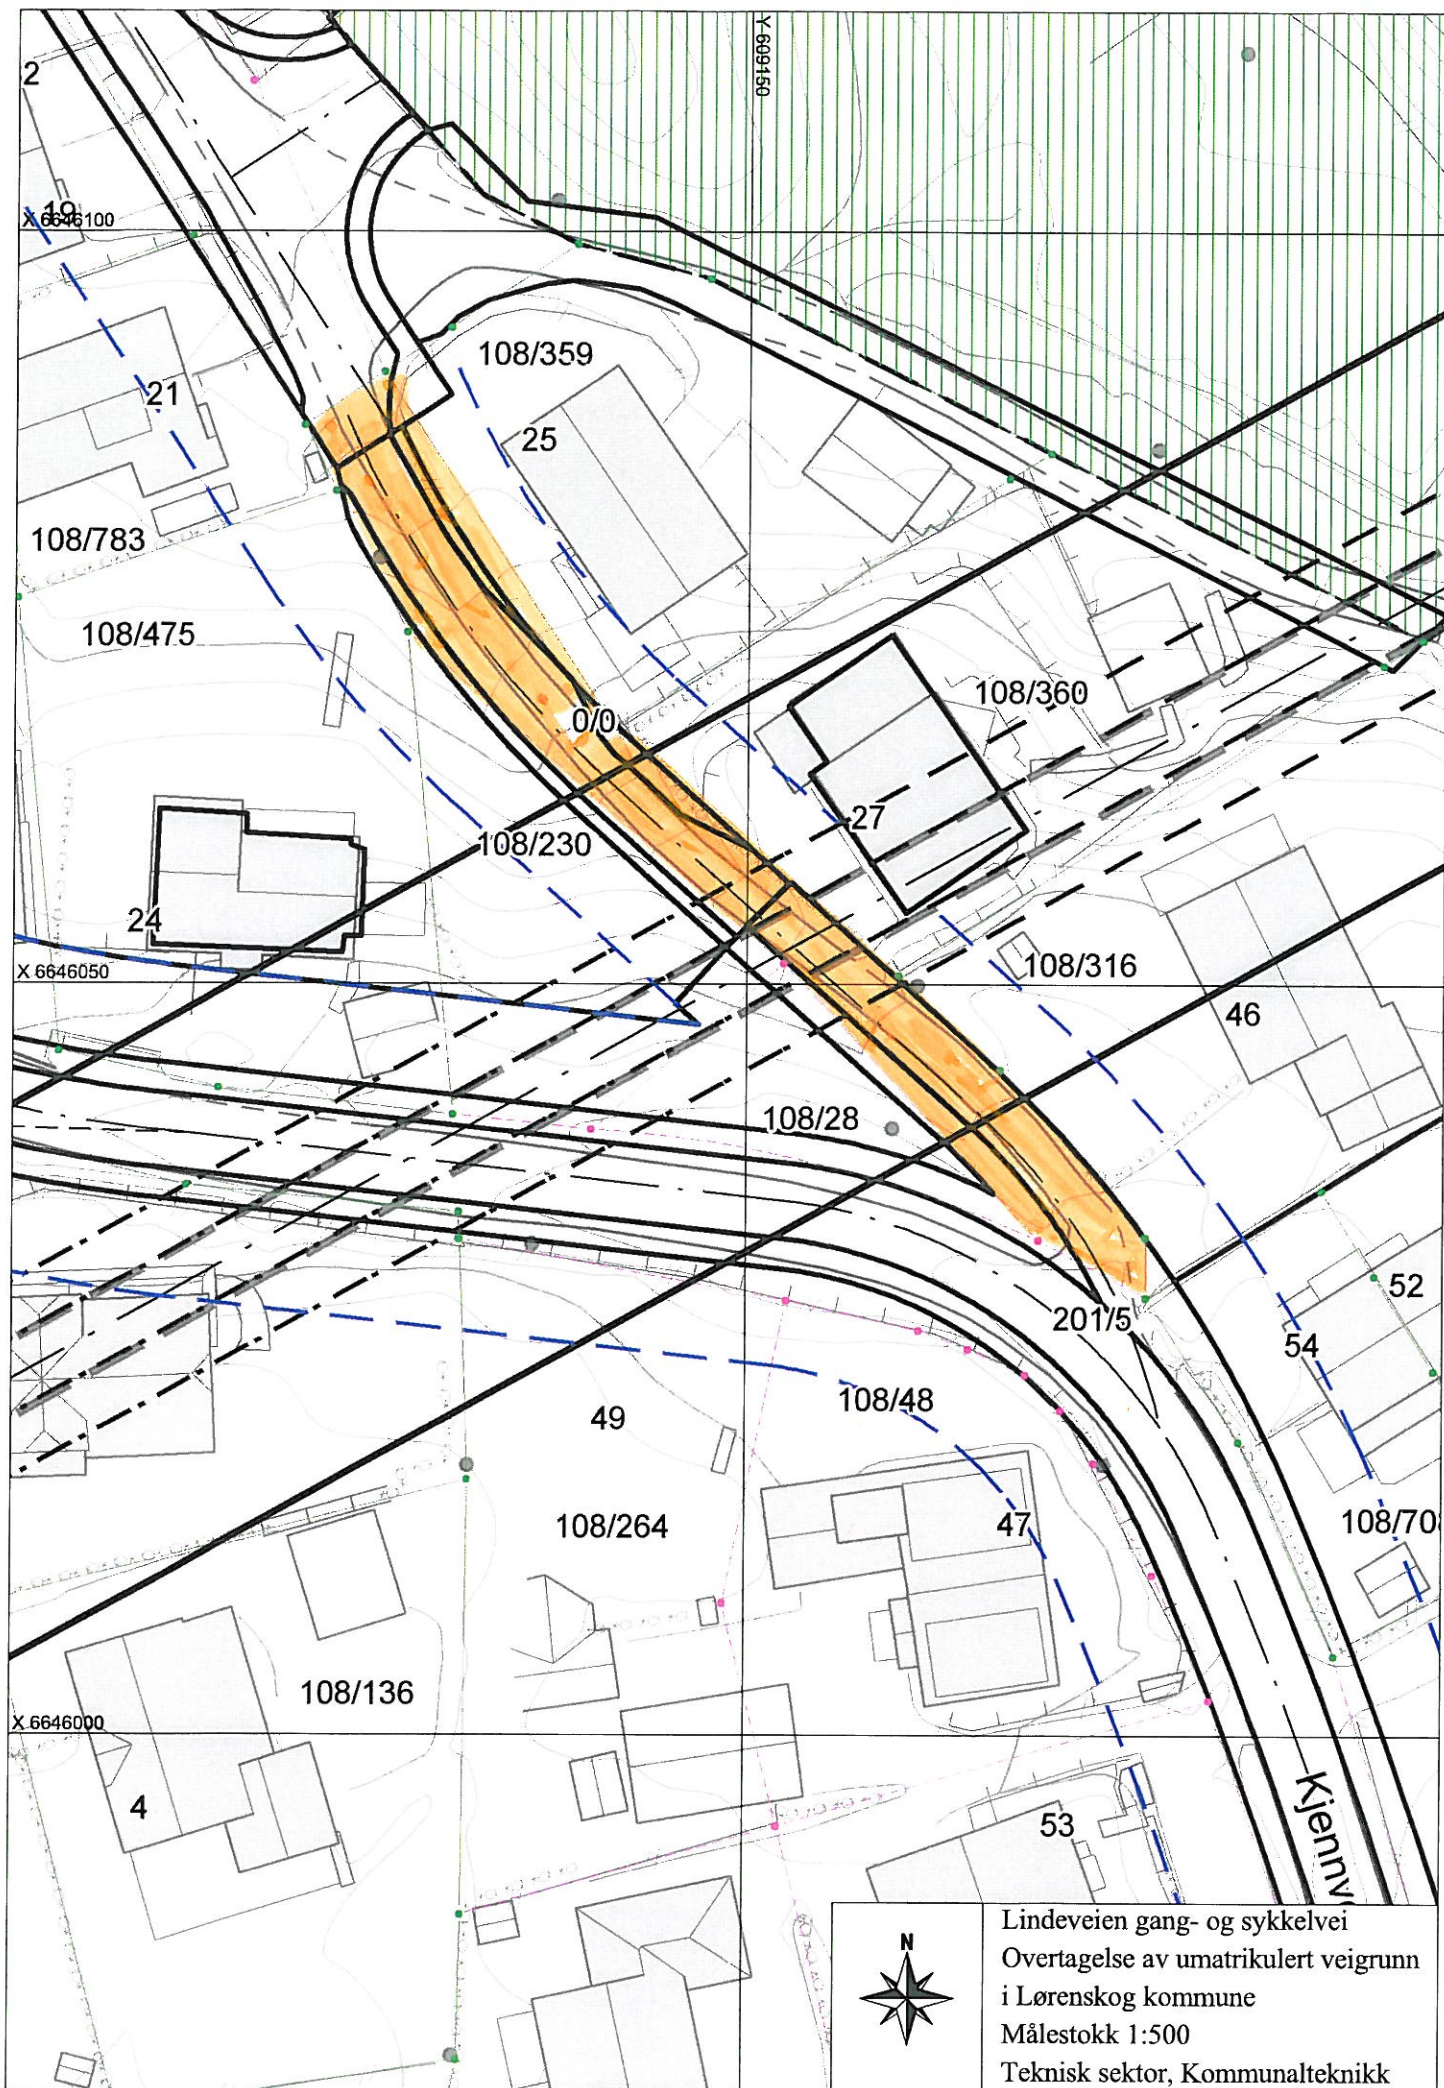 2
Y 609150
19
X 6646100
108/359
21
25
108/783
108/475
0/0
108/360
27
108/230
24
108/316
X 6646050
46
108/28
201/5
52
54
108/48
49
47
108/264
108/708
108/136
X 6646000
4
53
Kjennv
N
Lindeveien gang- og sykkelvei
Overtagelse av umatrikulert veigrunn
i Lørenskog kommune
Målestokk 1:500
Teknisk sektor, Kommunalteknikk